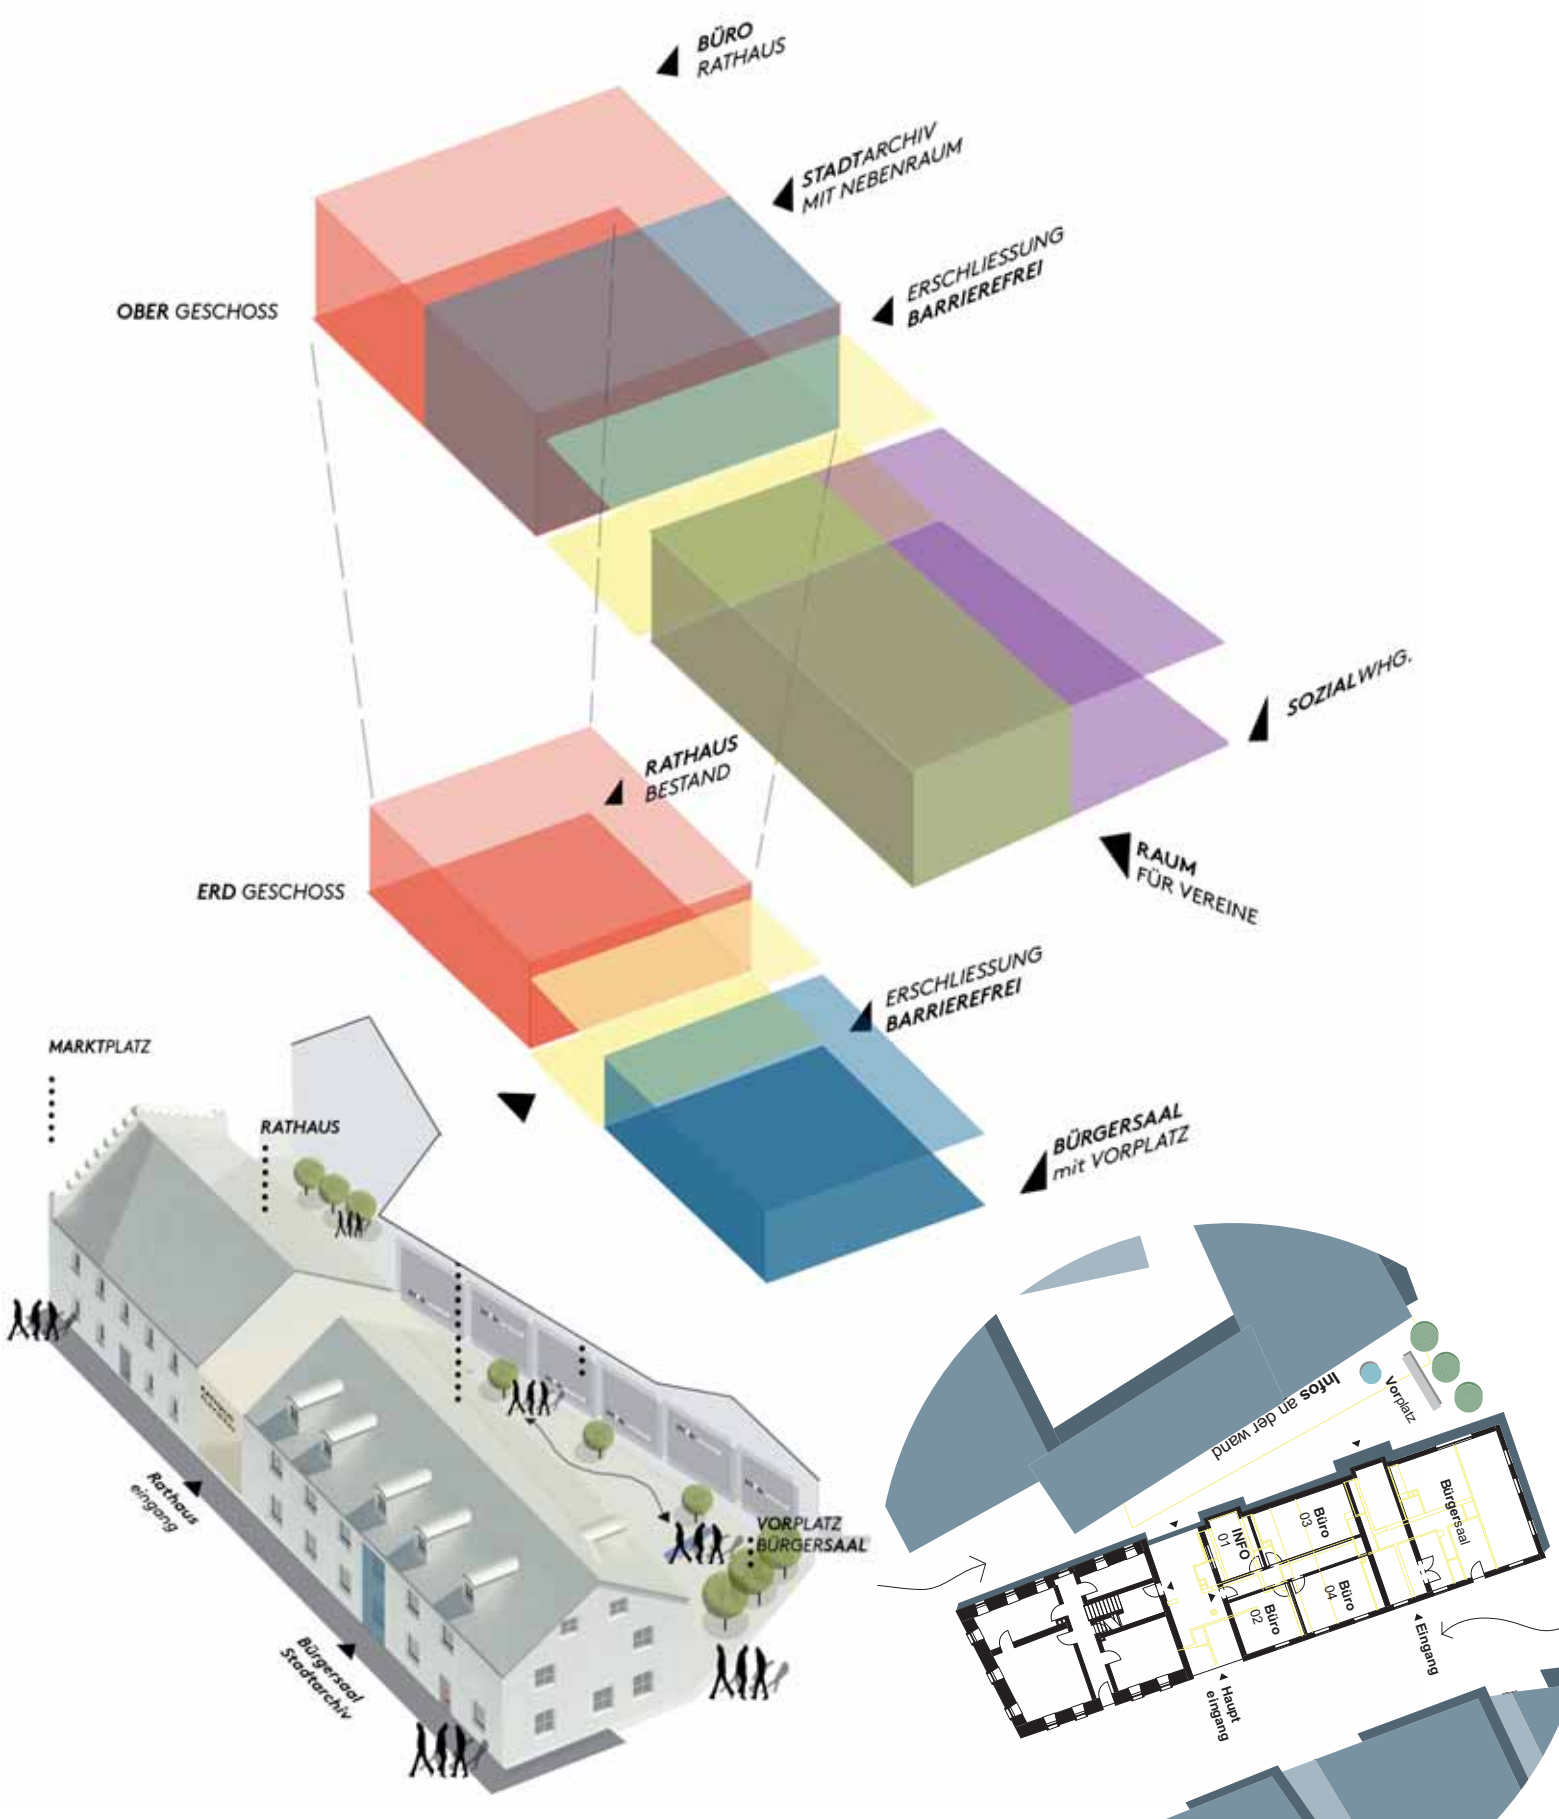 BÜRO
RATHAUS
STADTARCHIV
MIT NEBENRAUM
ERSCHLIESSUNG
BARRIEREFREI
OBER GESCHOSS
SOZIALWHG.
RATHAUS
BESTAND
RAUM
FÜR VEREINE
ERD GESCHOSS
ERSCHLIESSUNG
BARRIEREFREI
MARKTPLATZ
RATHAUS
BÜRGERSAAL
mit VORPLATZ
Rathaus
eingang
VORPLATZ
BÜRGERSAAL
Bürgersaal
Stadtarchiv
Infos an der wand
Vorplatz
INFO
01
Büro
03
Bürgersaal
Büro
02
Büro
04
Eingang
Haupt
eingang